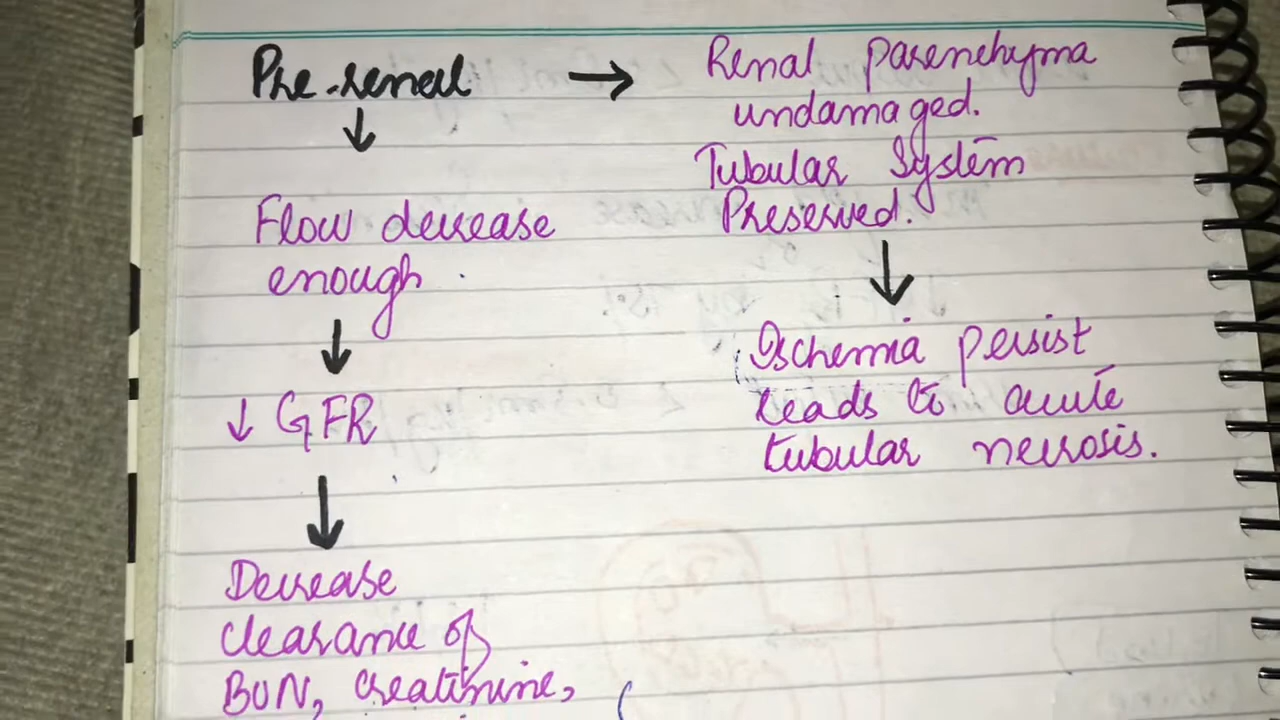 Pre-renal → Renal parenchyma
undamaged.
Tubular System
Preserved.
↓
Ischemia persist
leads to acute
tubular necrosis.
↓
Flow decrease
enough
↓
↓ GFR
↓
Decrease
clearance of
BUN, creatinine,